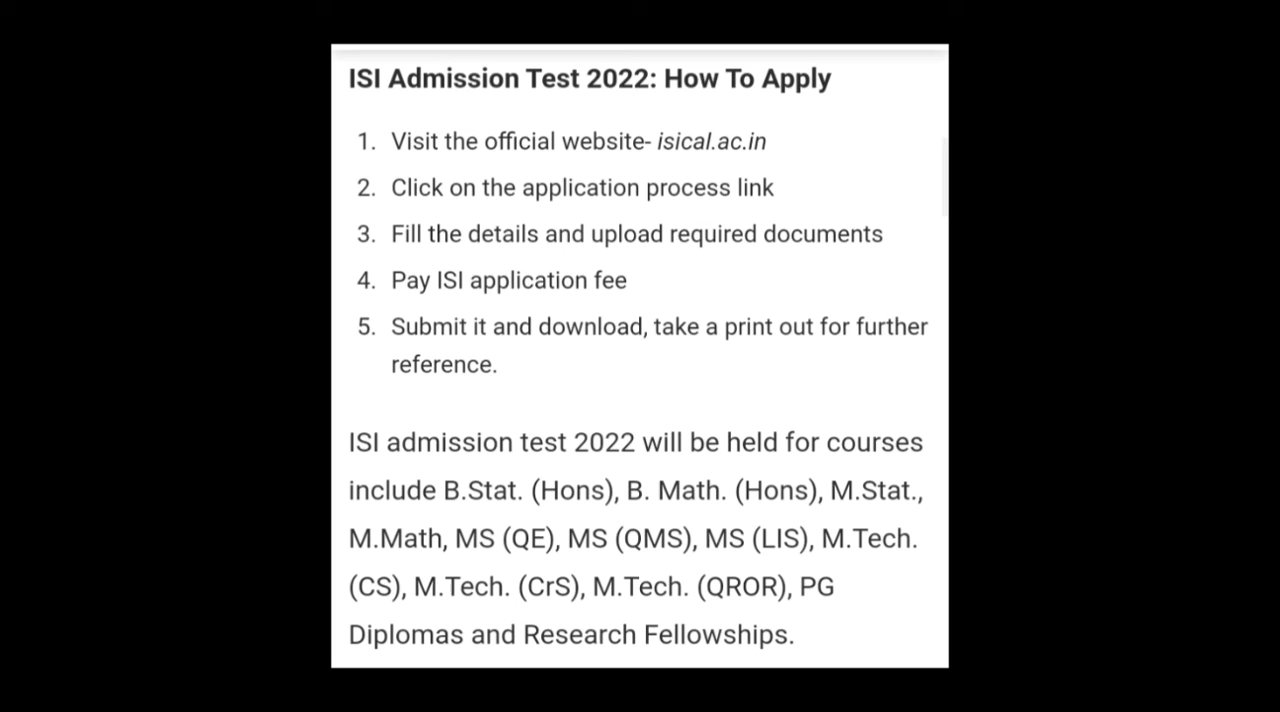 ISI Admission Test 2022: How To Apply
1. Visit the official website- isical.ac.in
2. Click on the application process link
3. Fill the details and upload required documents
4. Pay ISI application fee
5. Submit it and download, take a print out for further
reference.
ISI admission test 2022 will be held for courses
include B.Stat. (Hons), B. Math. (Hons), M.Stat.,
M.Math, MS (QE), MS (QMS), MS (LIS), M.Tech.
(CS), M.Tech. (CrS), M.Tech. (QROR), PG
Diplomas and Research Fellowships.